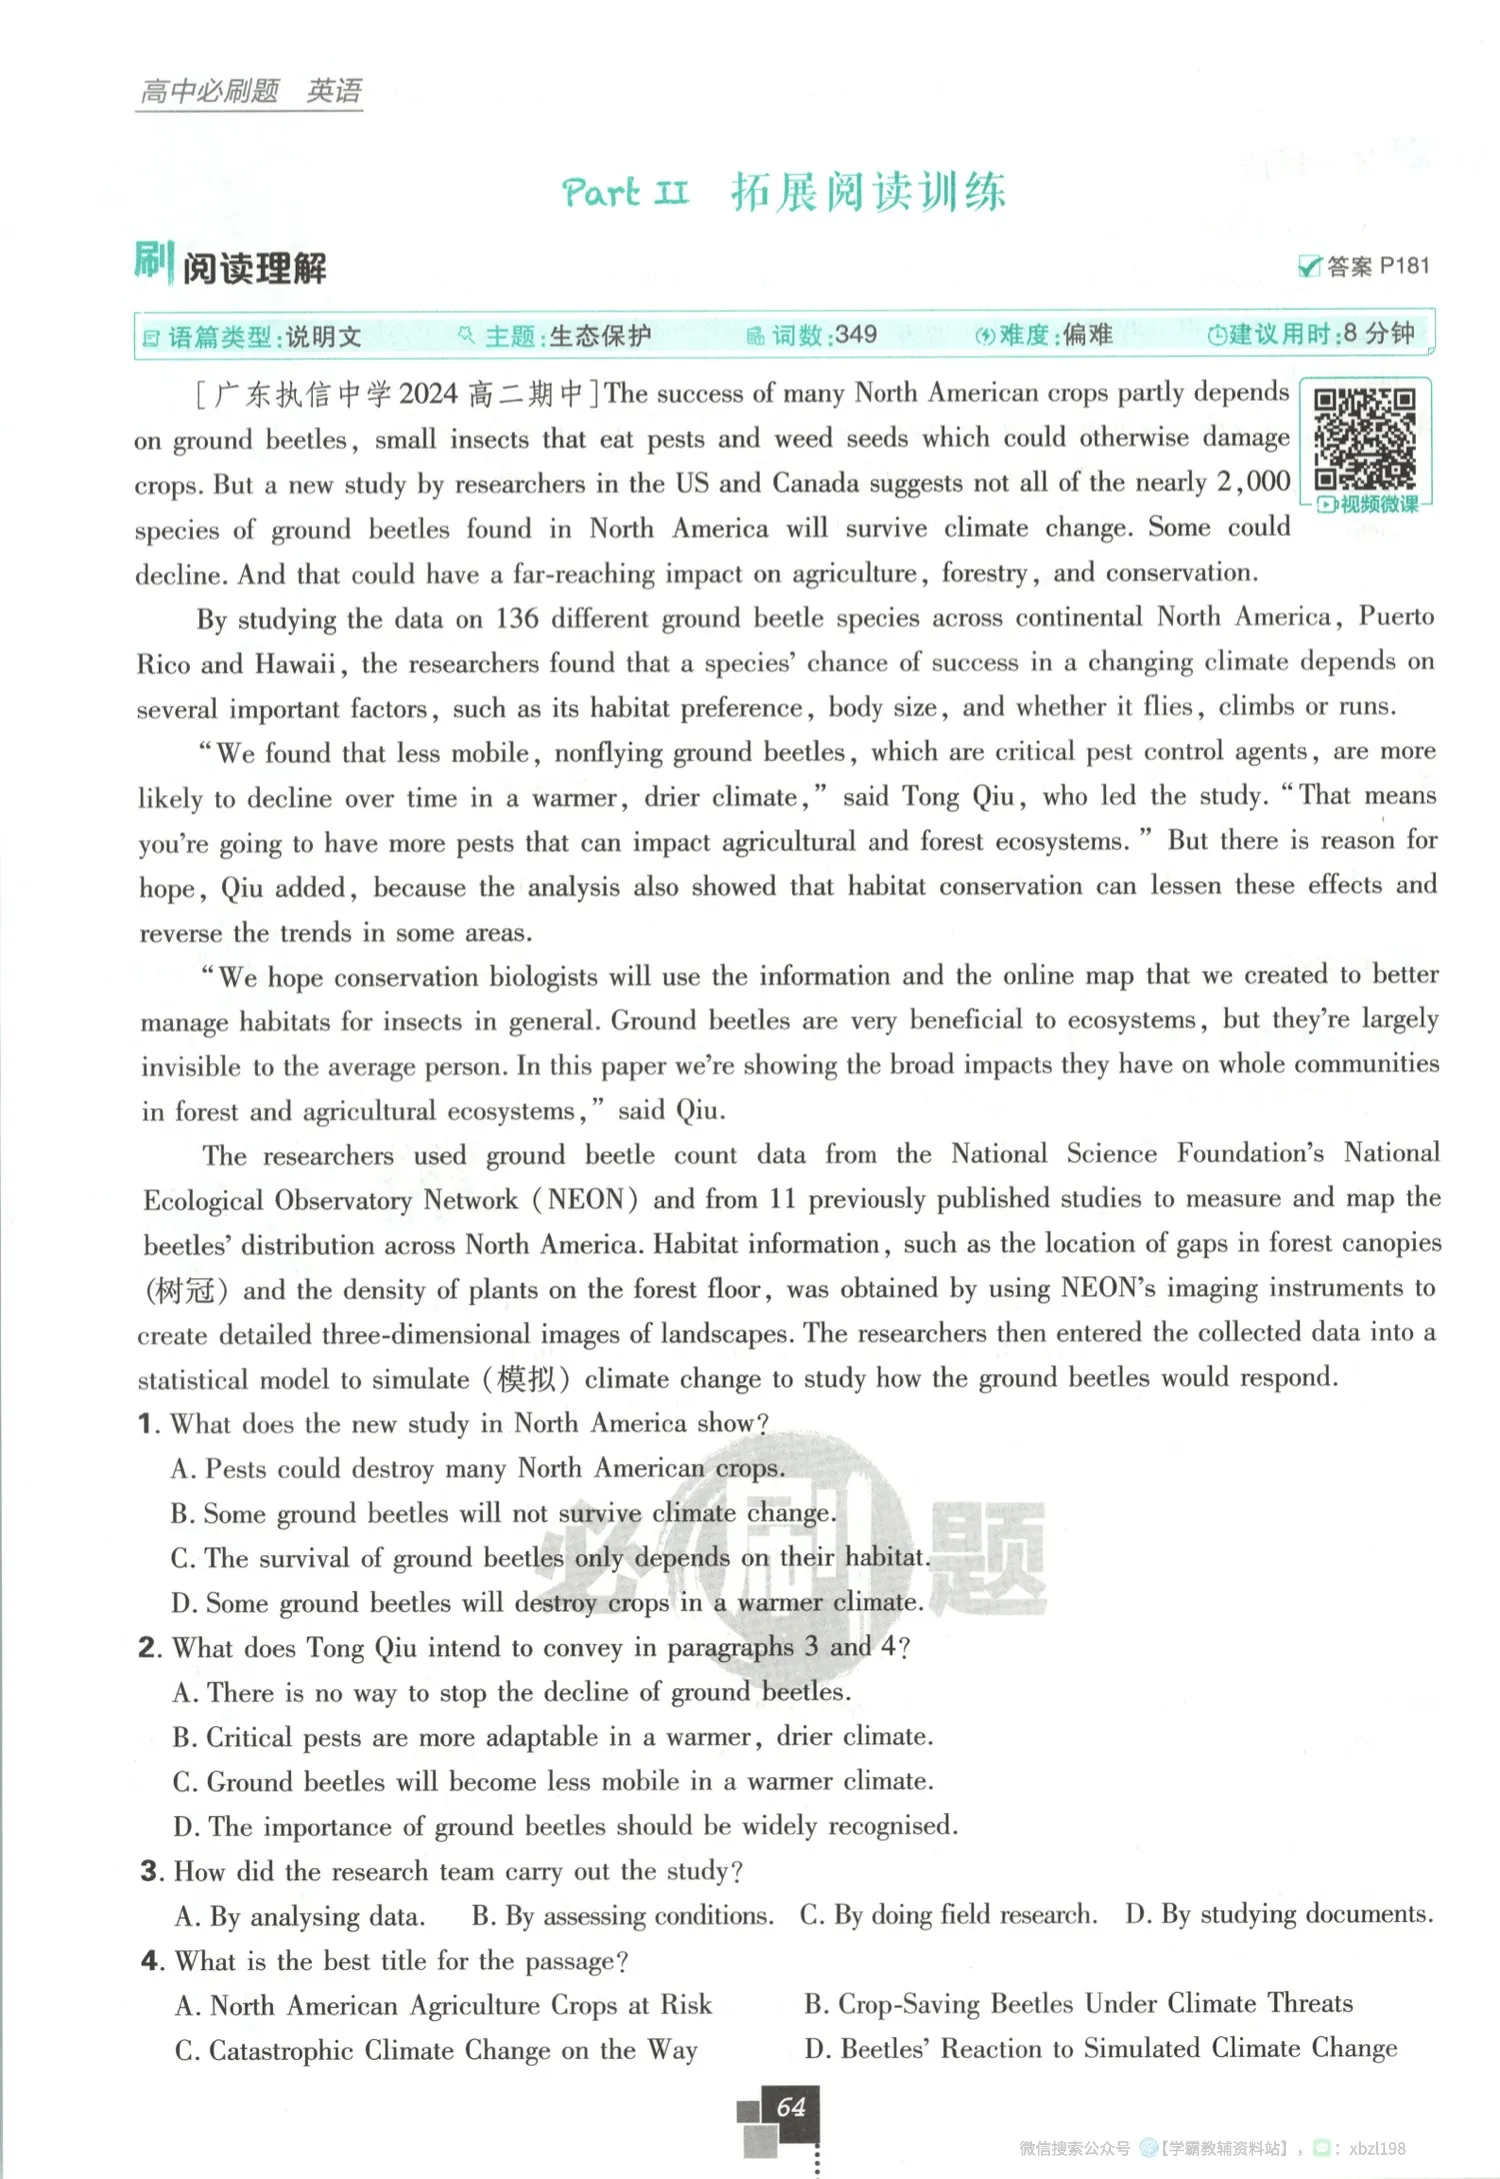 高中必刷题 英语
Part II 拓展阅读训练
刷 阅读理解
答案 P181
语篇类型:说明文 主题:生态保护 词数:349 难度:偏难 建议用时:8 分钟
[广东执信中学2024高二期中]The success of many North American crops partly depends
on ground beetles, small insects that eat pests and weed seeds which could otherwise damage
crops. But a new study by researchers in the US and Canada suggests not all of the nearly 2,000
species of ground beetles found in North America will survive climate change. Some could
decline. And that could have a far-reaching impact on agriculture, forestry, and conservation.
视频微课
By studying the data on 136 different ground beetle species across continental North America, Puerto
Rico and Hawaii, the researchers found that a species' chance of success in a changing climate depends on
several important factors, such as its habitat preference, body size, and whether it flies, climbs or runs.
“We found that less mobile, nonflying ground beetles, which are critical pest control agents, are more
likely to decline over time in a warmer, drier climate,” said Tong Qiu, who led the study. “That means
you're going to have more pests that can impact agricultural and forest ecosystems.” But there is reason for
hope, Qiu added, because the analysis also showed that habitat conservation can lessen these effects and
reverse the trends in some areas.
“We hope conservation biologists will use the information and the online map that we created to better
manage habitats for insects in general. Ground beetles are very beneficial to ecosystems, but they're largely
invisible to the average person. In this paper we're showing the broad impacts they have on whole communities
in forest and agricultural ecosystems,” said Qiu.
The researchers used ground beetle count data from the National Science Foundation's National
Ecological Observatory Network (NEON) and from 11 previously published studies to measure and map the
beetles' distribution across North America. Habitat information, such as the location of gaps in forest canopies
(树冠) and the density of plants on the forest floor, was obtained by using NEON's imaging instruments to
create detailed three-dimensional images of landscapes. The researchers then entered the collected data into a
statistical model to simulate (模拟) climate change to study how the ground beetles would respond.
1. What does the new study in North America show?
A. Pests could destroy many North American crops.
B. Some ground beetles will not survive climate change.
C. The survival of ground beetles only depends on their habitat.
D. Some ground beetles will destroy crops in a warmer climate.
必刷题
2. What does Tong Qiu intend to convey in paragraphs 3 and 4?
A. There is no way to stop the decline of ground beetles.
B. Critical pests are more adaptable in a warmer, drier climate.
C. Ground beetles will become less mobile in a warmer climate.
D. The importance of ground beetles should be widely recognised.
3. How did the research team carry out the study?
A. By analysing data. B. By assessing conditions. C. By doing field research. D. By studying documents.
4. What is the best title for the passage?
A. North American Agriculture Crops at Risk B. Crop-Saving Beetles Under Climate Threats
C. Catastrophic Climate Change on the Way D. Beetles' Reaction to Simulated Climate Change
64
微信搜索公众号【学霸教辅资料站】，：xbzl198